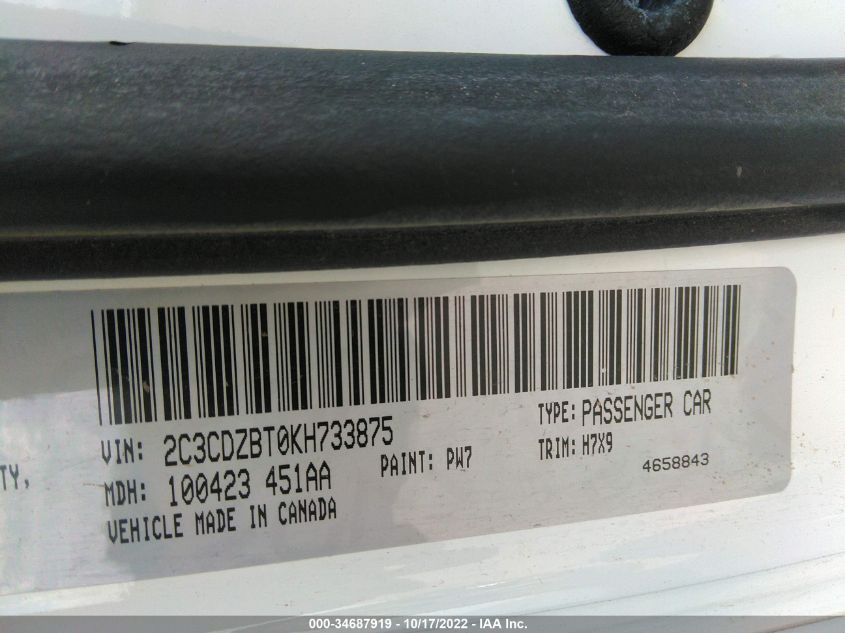 VIN: 2C3CDZBT0KH733875 TYPE: PASSENGER CAR
TY, MDH: 100423 451AA PAINT: PW7 TRIM: H7X9
VEHICLE MADE IN CANADA 4658843
000-34687919 - 10/17/2022 - IAA Inc.